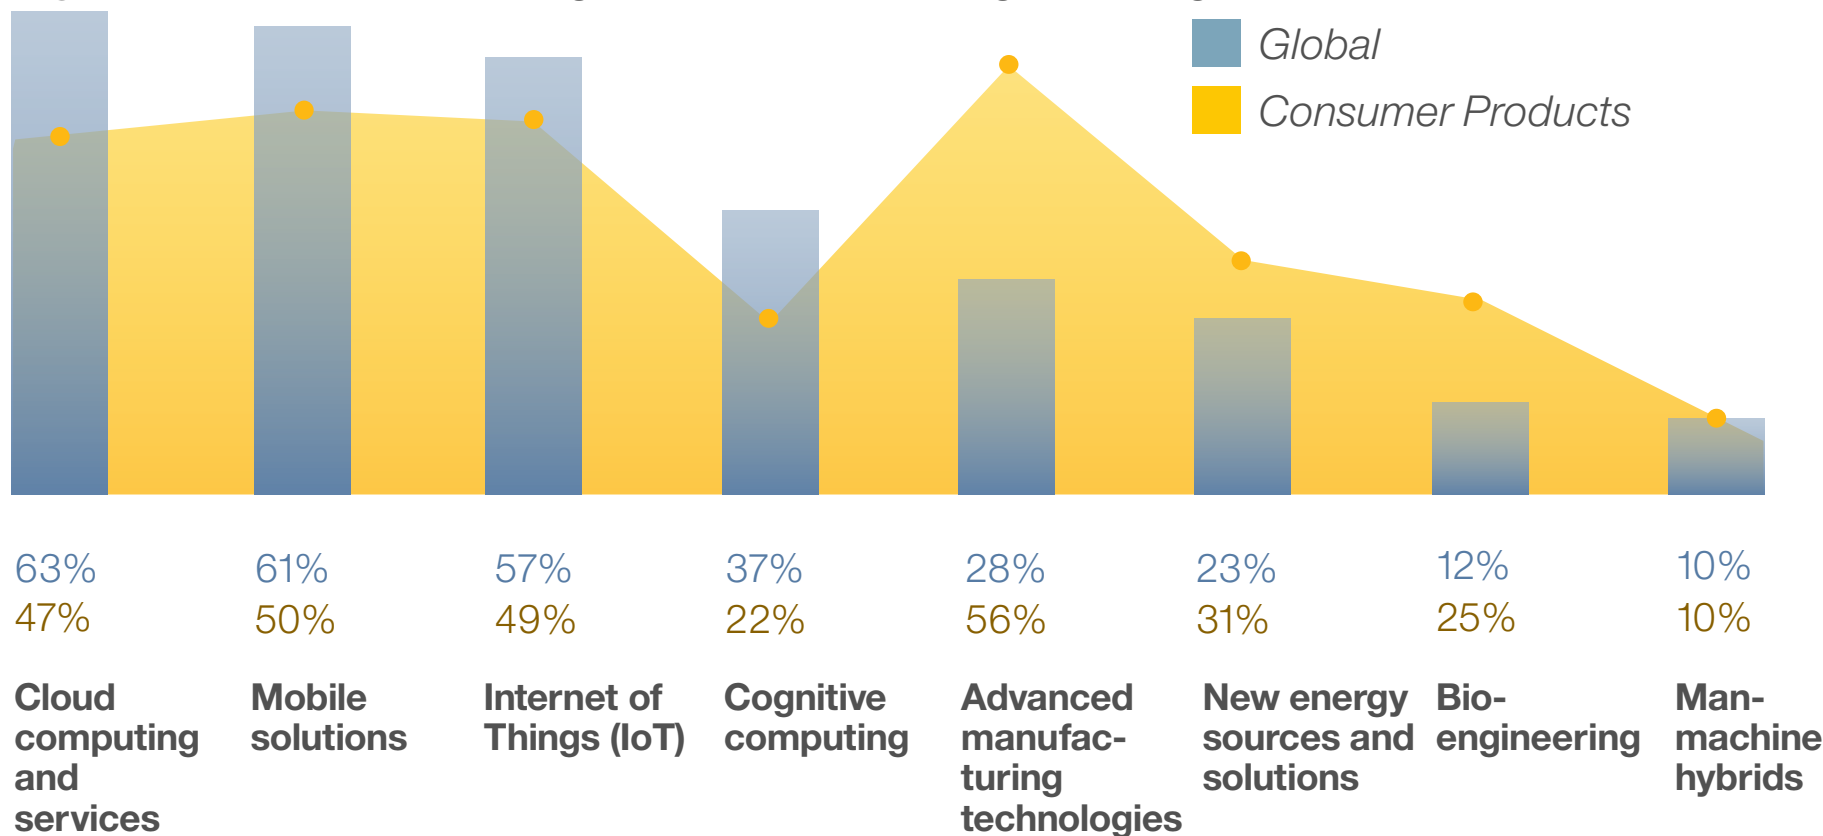 Global
Consumer Products
63% 61% 57% 37% 28% 23% 12% 10%
47% 50% 49% 22% 56% 31% 25% 10%
Cloud
computing
and
services
Mobile
solutions
Internet of
Things (IoT)
Cognitive
computing
Advanced
manufac-
turing
technologies
New energy
sources and
solutions
Bio-
engineering
Man-
machine
hybrids